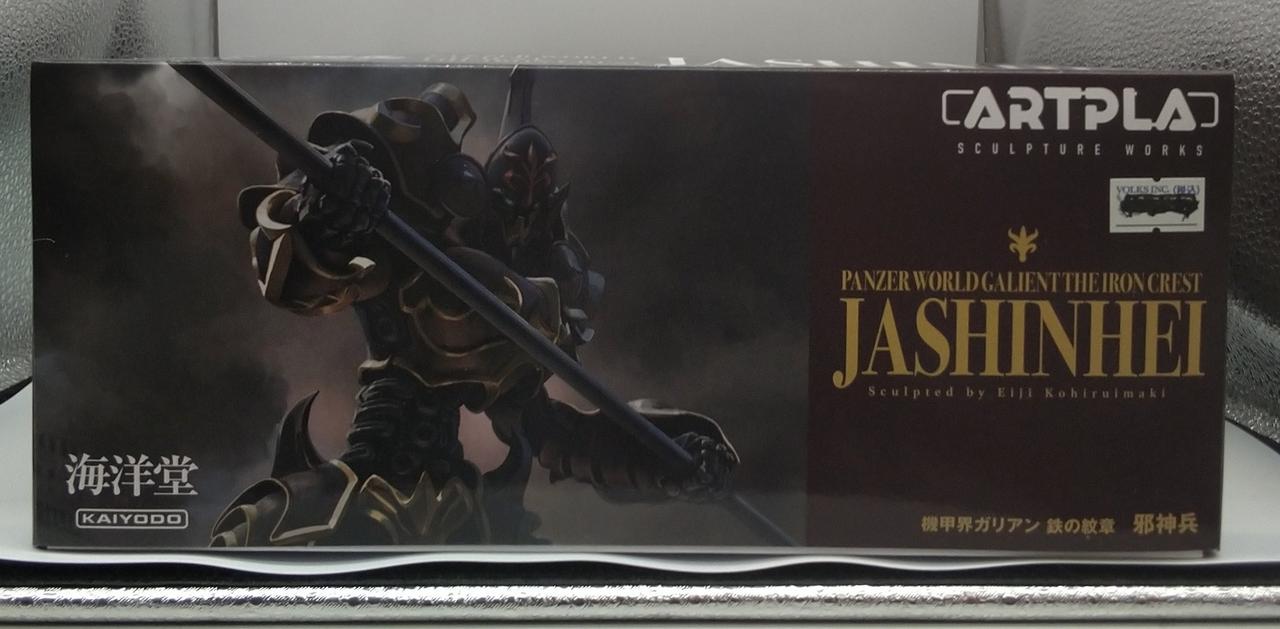 ARTPLA
SCULPTURE WORKS
VOLKS INC.
PANZER WORLD GALIENT THE IRON CREST
JASHINHEI
Sculpted by Eiji Kohiruimaki
海洋堂
KAIYODO
機甲界ガリアン 鉄の紋章 邪神兵